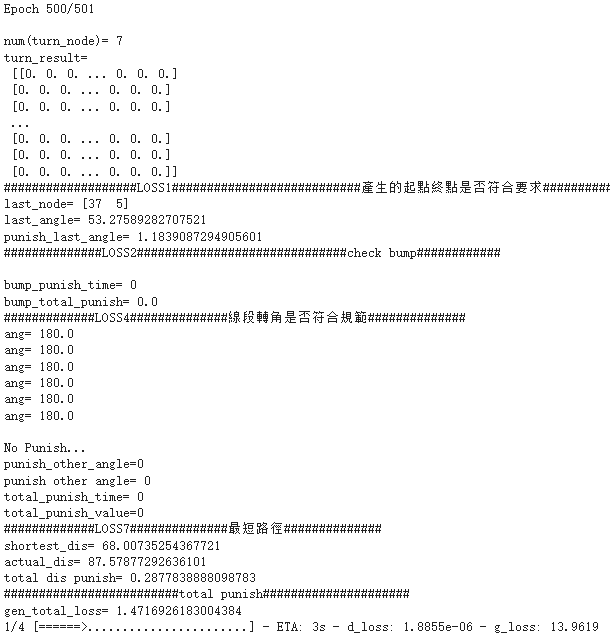 Epoch 500/501
num(turn_node)= 7
turn_result=
[[0. 0. 0. ... 0. 0. 0.]
[0. 0. 0. ... 0. 0. 0.]
[0. 0. 0. ... 0. 0. 0.]
...
[0. 0. 0. ... 0. 0. 0.]
[0. 0. 0. ... 0. 0. 0.]
[0. 0. 0. ... 0. 0. 0.]]
###################LOSS1###########################產生的起點終點是否符合要求##########
last_node= [37  5]
last_angle= 53.27589282707521
punish_last_angle= 1.1839087294905601
##############LOSS2##############################check bump############
bump_punish_time= 0
bump_total_punish= 0.0
#############LOSS4##############線段轉角是否符合規範##############
ang= 180.0
ang= 180.0
ang= 180.0
ang= 180.0
ang= 180.0
ang= 180.0
No Punish...
punish_other_angle=0
punish other angle= 0
total_punish_time= 0
total_punish_value=0
#############LOSS7##############最短路徑##############
shortest_dis= 68.00735254367721
actual_dis= 87.57877292636101
total dis punish= 0.2877838888098783
#########################total punish#####################
gen_total_loss= 1.4716926183004384
1/4 [======>.......................] - ETA: 3s - d_loss: 1.8855e-06 - g_loss: 13.9619